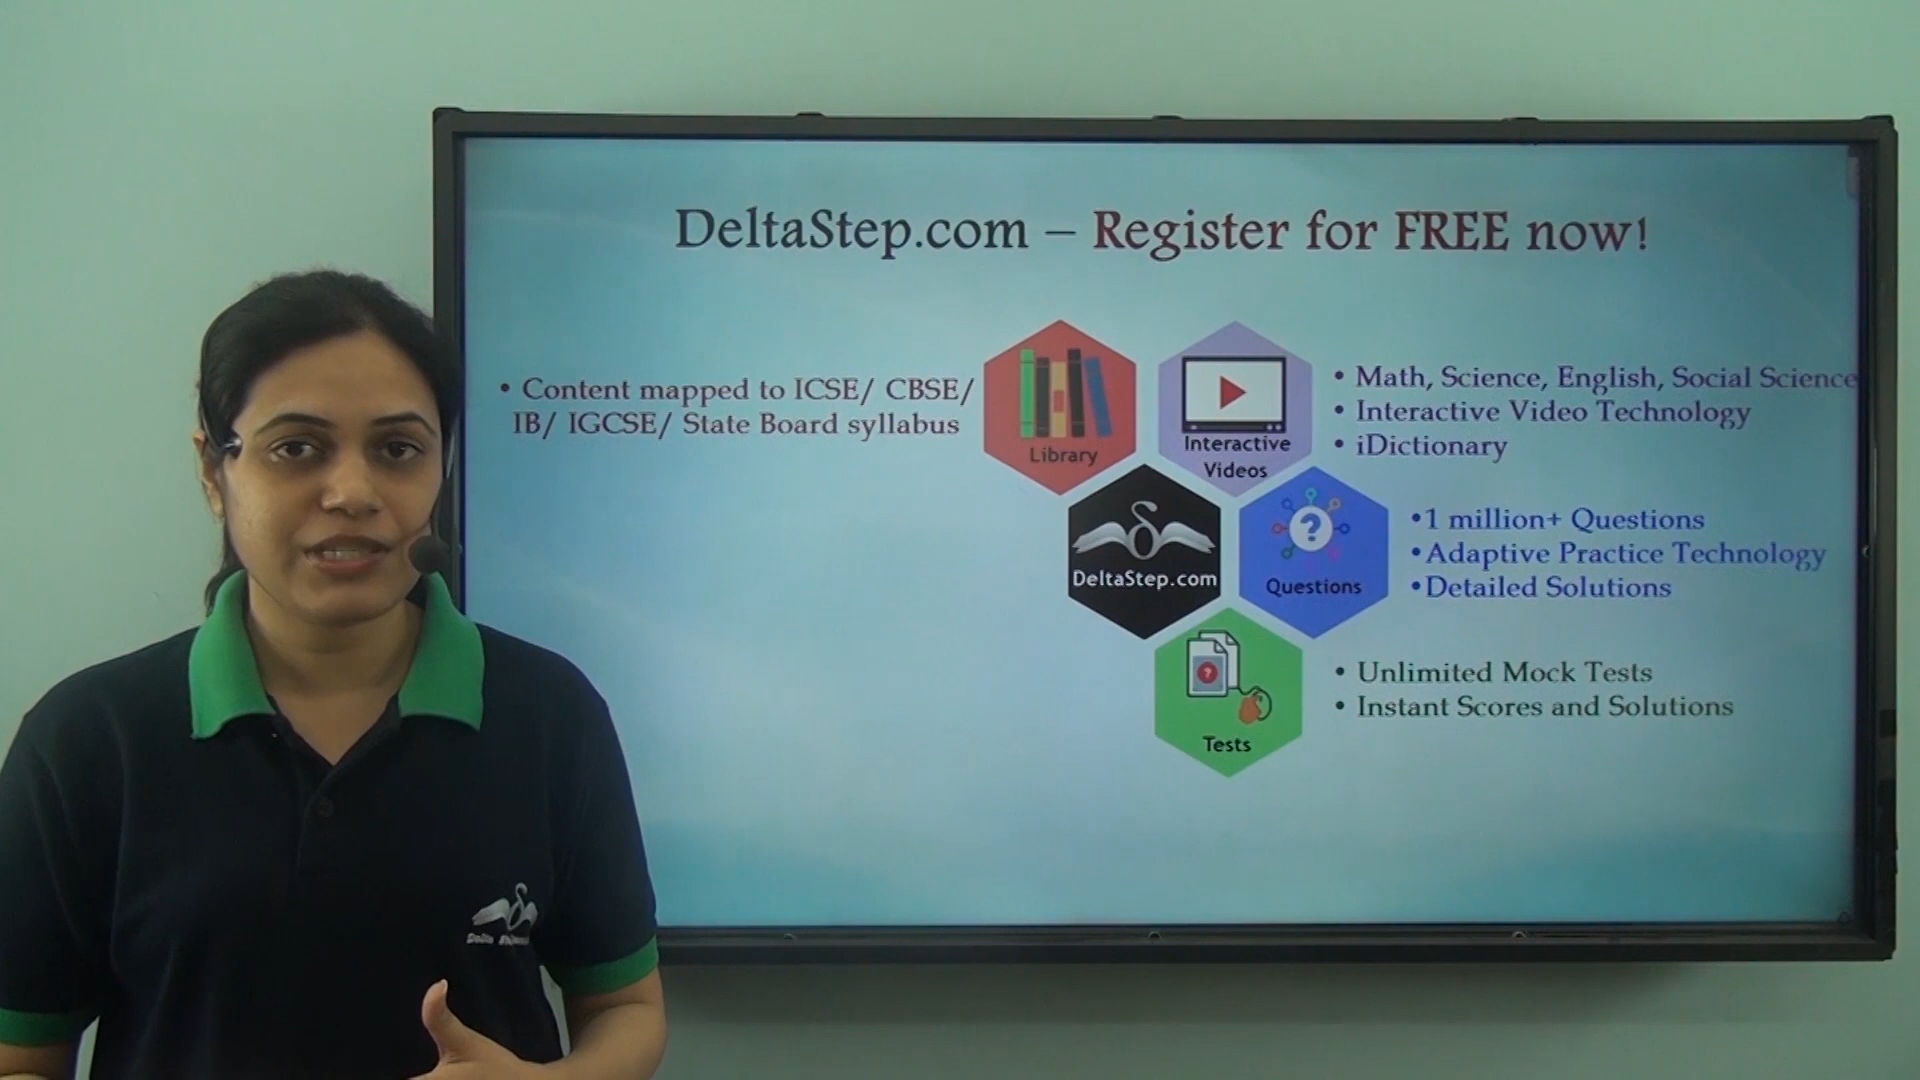 DeltaStep.com – Register for FREE now!
• Content mapped to ICSE/ CBSE/
IB/ IGCSE/ State Board syllabus
Library
Interactive
Videos
• Math, Science, English, Social Science
• Interactive Video Technology
• iDictionary
DeltaStep.com
Questions
•1 million+ Questions
•Adaptive Practice Technology
•Detailed Solutions
Tests
• Unlimited Mock Tests
• Instant Scores and Solutions
Delta